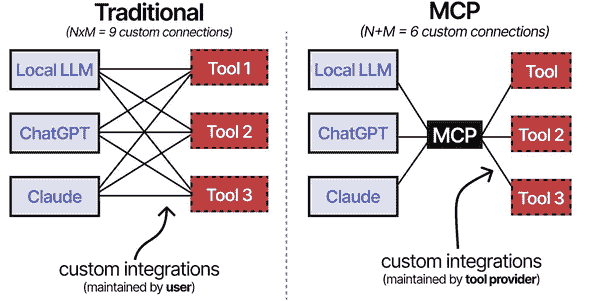 Traditional
(NxM = 9 custom connections)
Local LLM
Tool 1
ChatGPT
Tool 2
Claude
Tool 3
custom integrations
(maintained by user)
MCP
(N+M = 6 custom connections)
Local LLM
Tool
ChatGPT
MCP
Tool 2
Claude
Tool 3
custom integrations
(maintained by tool provider)